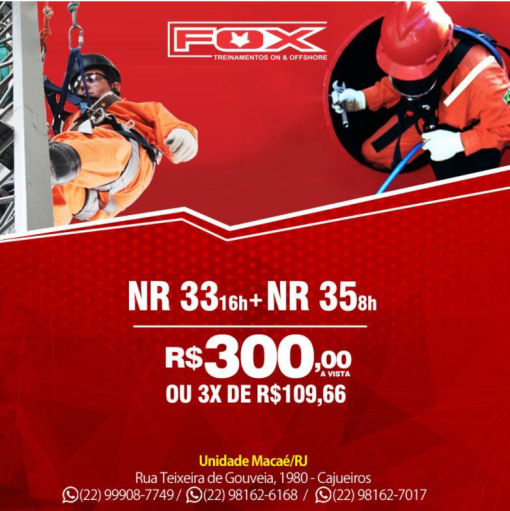 FOX
TREINAMENTOS ON & OFFSHORE
NR 33 16h + NR 35 8h
R$300,00
A VISTA
OU 3X DE R$109,66
Unidade Macaé/RJ
Rua Teixeira de Gouveia, 1980 - Cajueiros
(22) 99908-7749 / (22) 98162-6168 / (22) 98162-7017